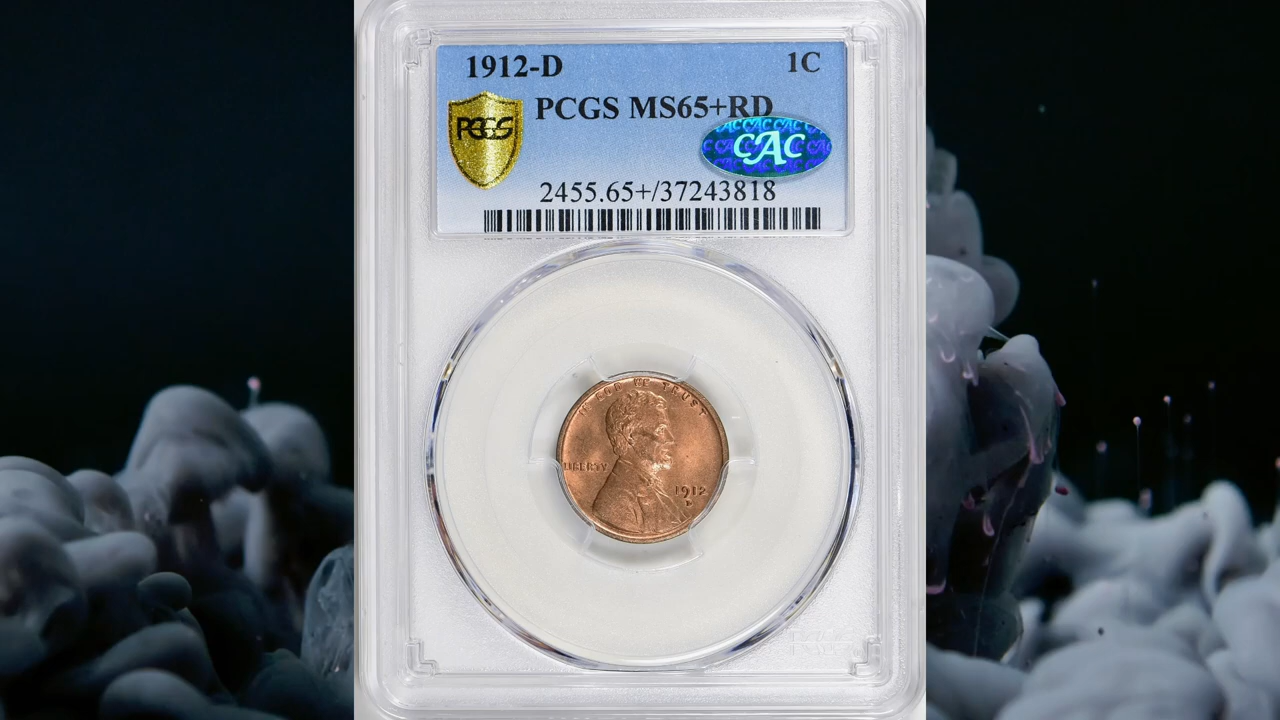 1912-D 1C
PCGS MS65+RD
PCGS
CAC
2455.65+/37243818
IN GOD WE TRUST
LIBERTY
1912
D